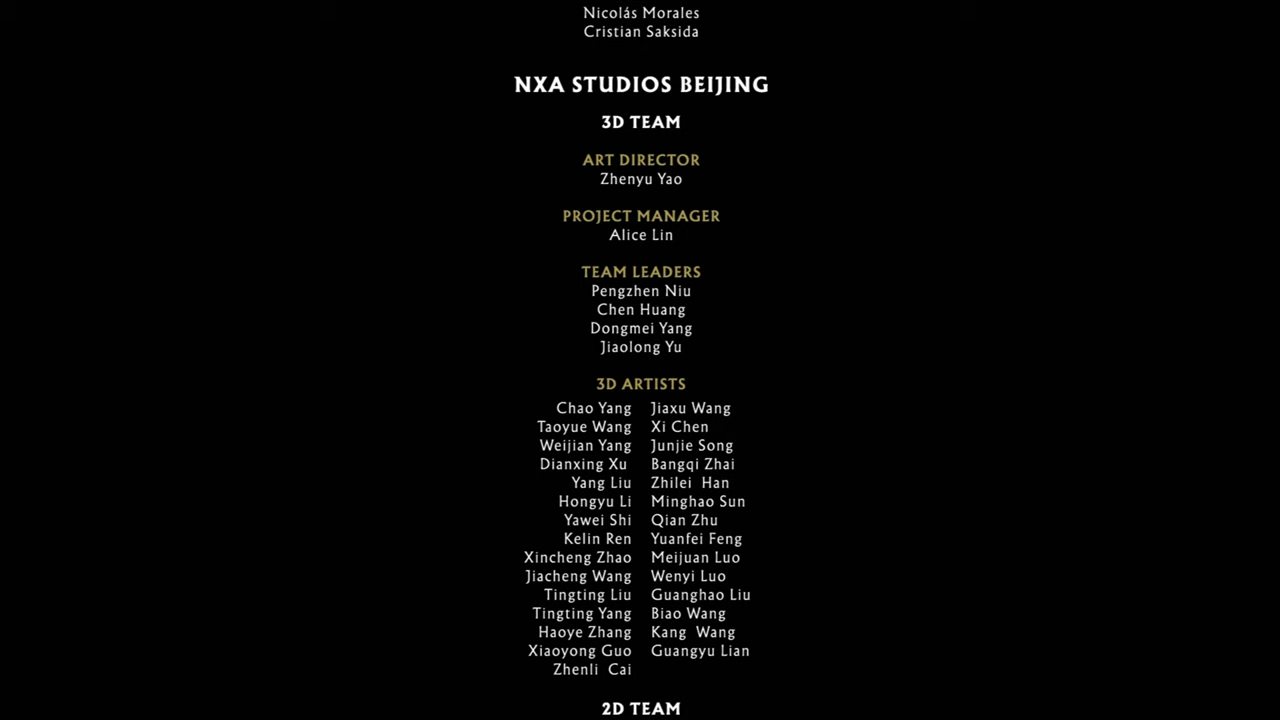 Nicolás Morales
Cristian Saksida
NXA STUDIOS BEIJING
3D TEAM
ART DIRECTOR
Zhenyu Yao
PROJECT MANAGER
Alice Lin
TEAM LEADERS
Pengzhen Niu
Chen Huang
Dongmei Yang
Jiaolong Yu
3D ARTISTS
Chao Yang Jiaxu Wang
Taoyue Wang Xi Chen
Weijian Yang Junjie Song
Dianxing Xu Bangqi Zhai
Yang Liu Zhilei Han
Hongyu Li Minghao Sun
Yawei Shi Qian Zhu
Kelin Ren Yuanfei Feng
Xincheng Zhao Meijuan Luo
Jiacheng Wang Wenyi Luo
Tingting Liu Guanghao Liu
Tingting Yang Biao Wang
Haoye Zhang Kang Wang
Xiaoyong Guo Guangyu Lian
Zhenli Cai
2D TEAM